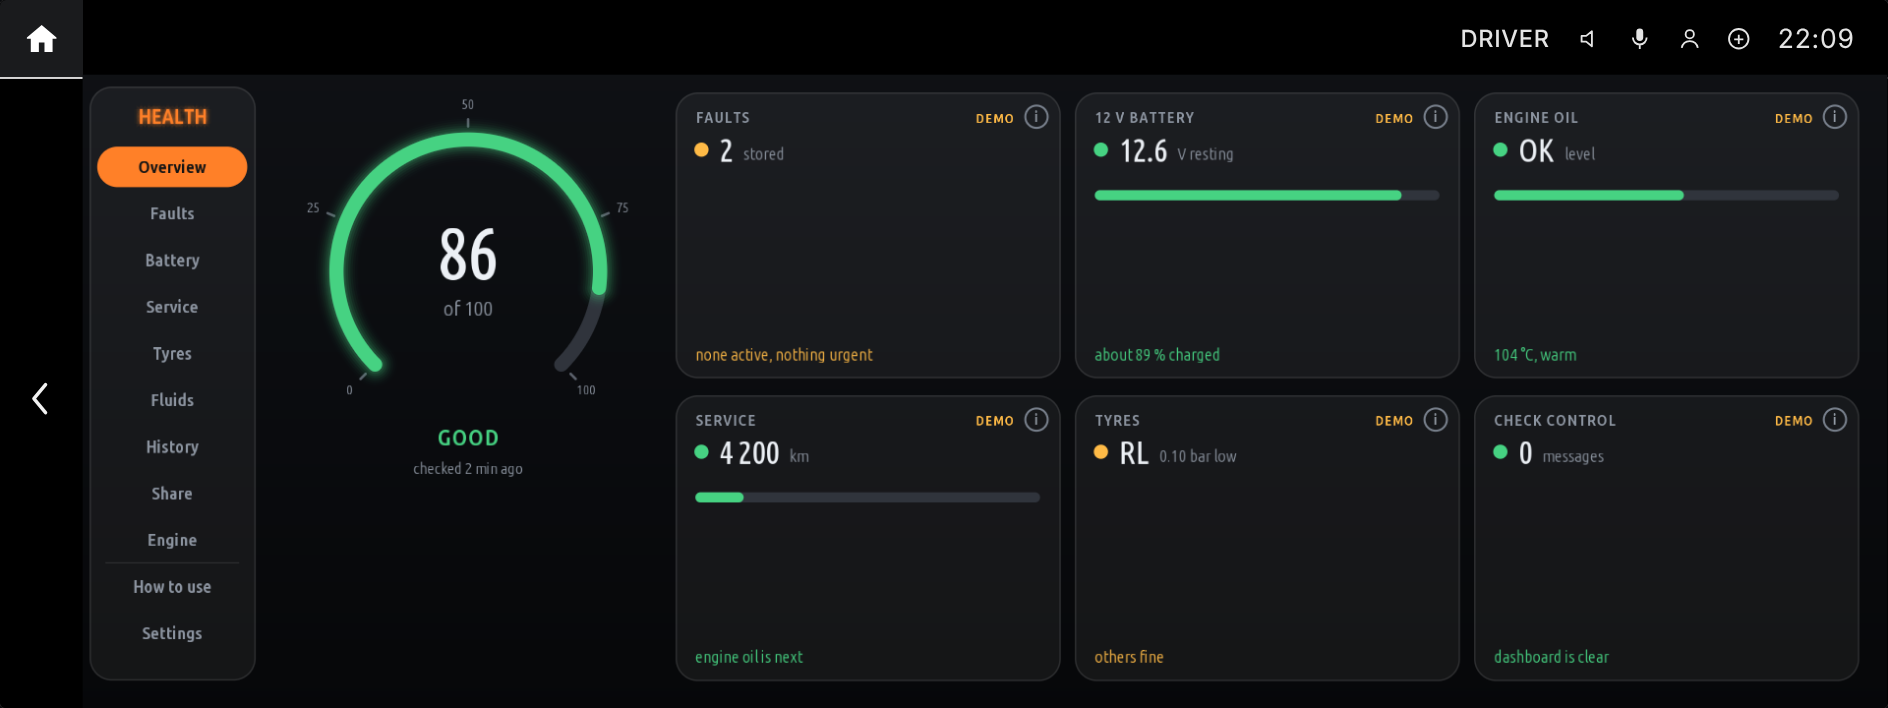 DRIVER 22:09
HEALTH
Overview
Faults
Battery
Service
Tyres
Fluids
History
Share
Engine
How to use
Settings
50
25
75
86
of 100
0
100
GOOD
checked 2 min ago
FAULTS DEMO i
2 stored
none active, nothing urgent
12 V BATTERY DEMO i
12.6 V resting
about 89 % charged
ENGINE OIL DEMO i
OK level
104 °C, warm
SERVICE DEMO i
4 200 km
engine oil is next
TYRES DEMO i
RL 0.10 bar low
others fine
CHECK CONTROL DEMO i
0 messages
dashboard is clear